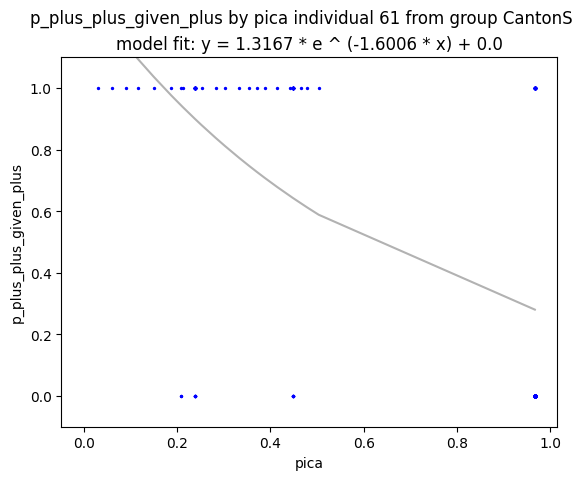 p_plus_plus_given_plus by pica individual 61 from group CantonS
model fit: y = 1.3167 * e ^ (-1.6006 * x) + 0.0
1.0
0.8
0.6
0.4
0.2
0.0
p_plus_plus_given_plus
0.0 0.2 0.4 0.6 0.8 1.0
pica